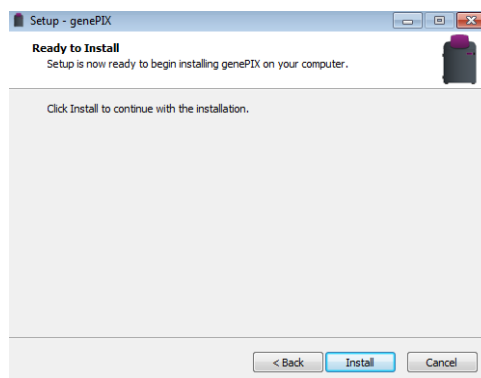 Setup - genePIX
Ready to Install
Setup is now ready to begin installing genePIX on your computer.
Click Install to continue with the installation.
< Back
Install
Cancel